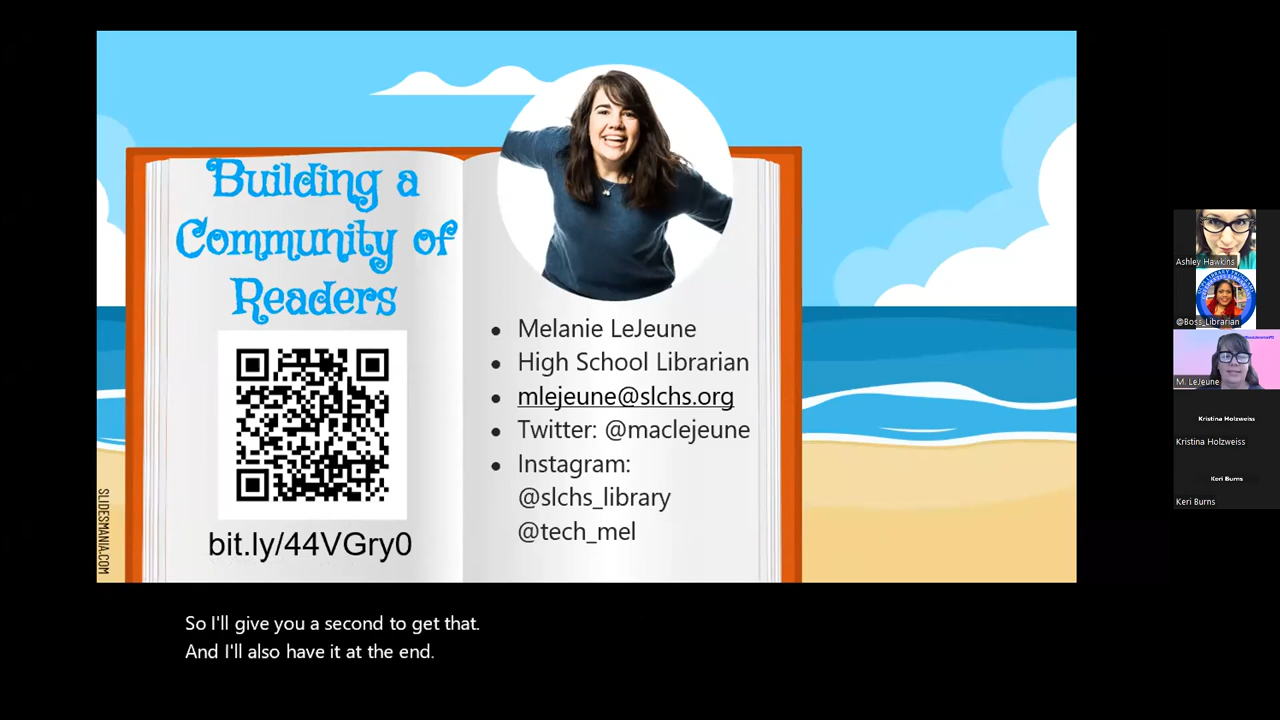 Building a
Community of
Readers
bit.ly/44VGry0
SLIDESMANIA.COM
• Melanie LeJeune
• High School Librarian
• mlejeune@slchs.org
• Twitter: @maclejeune
• Instagram:
@slchs_library
@tech_mel
So I'll give you a second to get that.
And I'll also have it at the end.
Ashley Hawkins
@Boss_Librarian
M. LeJeune
Kristina Holzweiss
Kristina Holzweiss
Keri Burns
Keri Burns